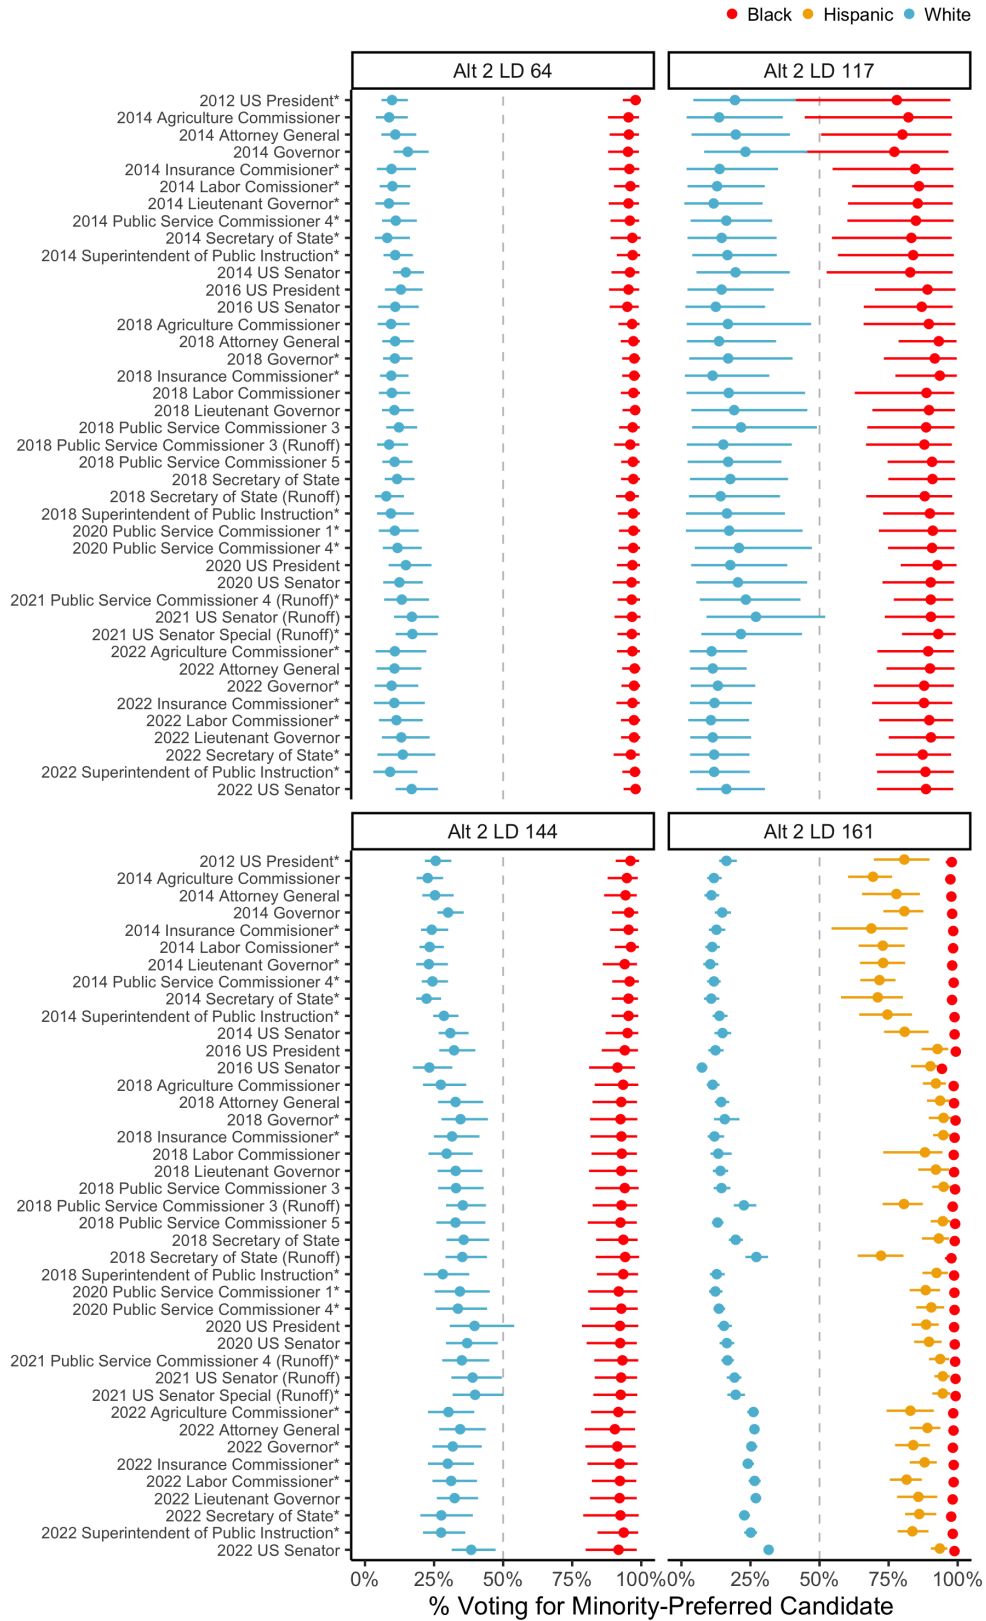 Black Hispanic White
Alt 2 LD 64 Alt 2 LD 117
2012 US President*
2014 Agriculture Commissioner
2014 Attorney General
2014 Governor
2014 Insurance Commisioner*
2014 Labor Comissioner*
2014 Lieutenant Governor*
2014 Public Service Commissioner 4*
2014 Secretary of State*
2014 Superintendent of Public Instruction*
2014 US Senator
2016 US President
2016 US Senator
2018 Agriculture Commissioner
2018 Attorney General
2018 Governor*
2018 Insurance Commissioner*
2018 Labor Commissioner
2018 Lieutenant Governor
2018 Public Service Commissioner 3
2018 Public Service Commissioner 3 (Runoff)
2018 Public Service Commissioner 5
2018 Secretary of State
2018 Secretary of State (Runoff)
2018 Superintendent of Public Instruction*
2020 Public Service Commissioner 1*
2020 Public Service Commissioner 4*
2020 US President
2020 US Senator
2021 Public Service Commissioner 4 (Runoff)*
2021 US Senator (Runoff)
2021 US Senator Special (Runoff)*
2022 Agriculture Commissioner*
2022 Attorney General
2022 Governor*
2022 Insurance Commissioner*
2022 Labor Commissioner*
2022 Lieutenant Governor
2022 Secretary of State*
2022 Superintendent of Public Instruction*
2022 US Senator
Alt 2 LD 144 Alt 2 LD 161
2012 US President*
2014 Agriculture Commissioner
2014 Attorney General
2014 Governor
2014 Insurance Commisioner*
2014 Labor Comissioner*
2014 Lieutenant Governor*
2014 Public Service Commissioner 4*
2014 Secretary of State*
2014 Superintendent of Public Instruction*
2014 US Senator
2016 US President
2016 US Senator
2018 Agriculture Commissioner
2018 Attorney General
2018 Governor*
2018 Insurance Commissioner*
2018 Labor Commissioner
2018 Lieutenant Governor
2018 Public Service Commissioner 3
2018 Public Service Commissioner 3 (Runoff)
2018 Public Service Commissioner 5
2018 Secretary of State
2018 Secretary of State (Runoff)
2018 Superintendent of Public Instruction*
2020 Public Service Commissioner 1*
2020 Public Service Commissioner 4*
2020 US President
2020 US Senator
2021 Public Service Commissioner 4 (Runoff)*
2021 US Senator (Runoff)
2021 US Senator Special (Runoff)*
2022 Agriculture Commissioner*
2022 Attorney General
2022 Governor*
2022 Insurance Commissioner*
2022 Labor Commissioner*
2022 Lieutenant Governor
2022 Secretary of State*
2022 Superintendent of Public Instruction*
2022 US Senator
0% 25% 50% 75% 100% 0% 25% 50% 75% 100%
% Voting for Minority-Preferred Candidate